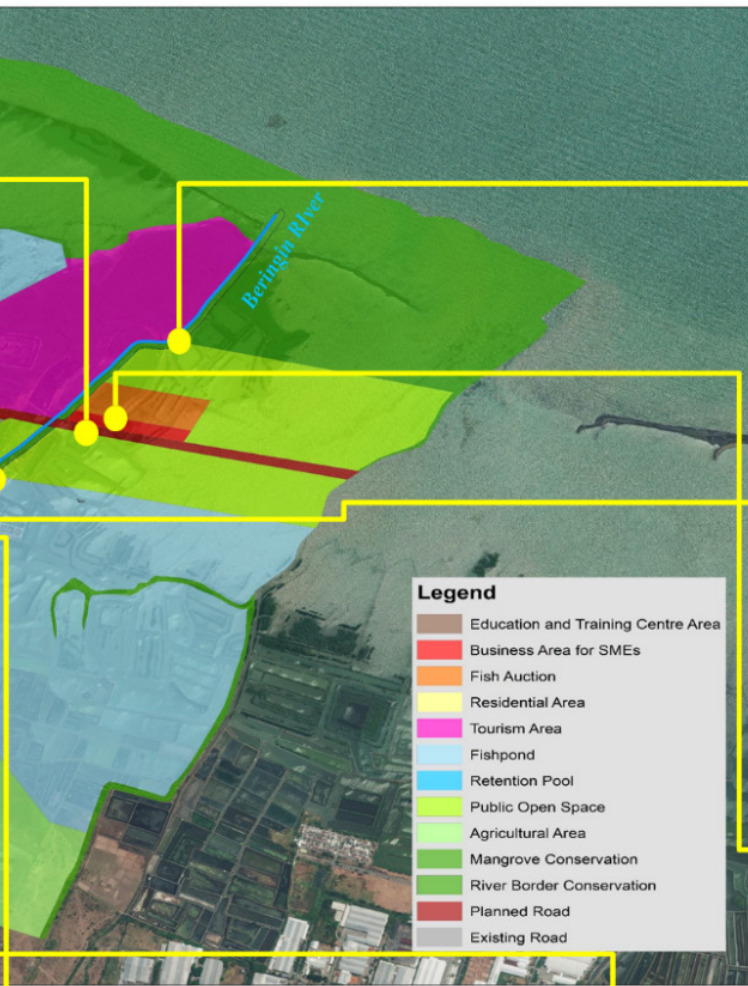 Beringin RIver
Legend
Education and Training Centre Area
Business Area for SMEs
Fish Auction
Residential Area
Tourism Area
Fishpond
Retention Pool
Public Open Space
Agricultural Area
Mangrove Conservation
River Border Conservation
Planned Road
Existing Road